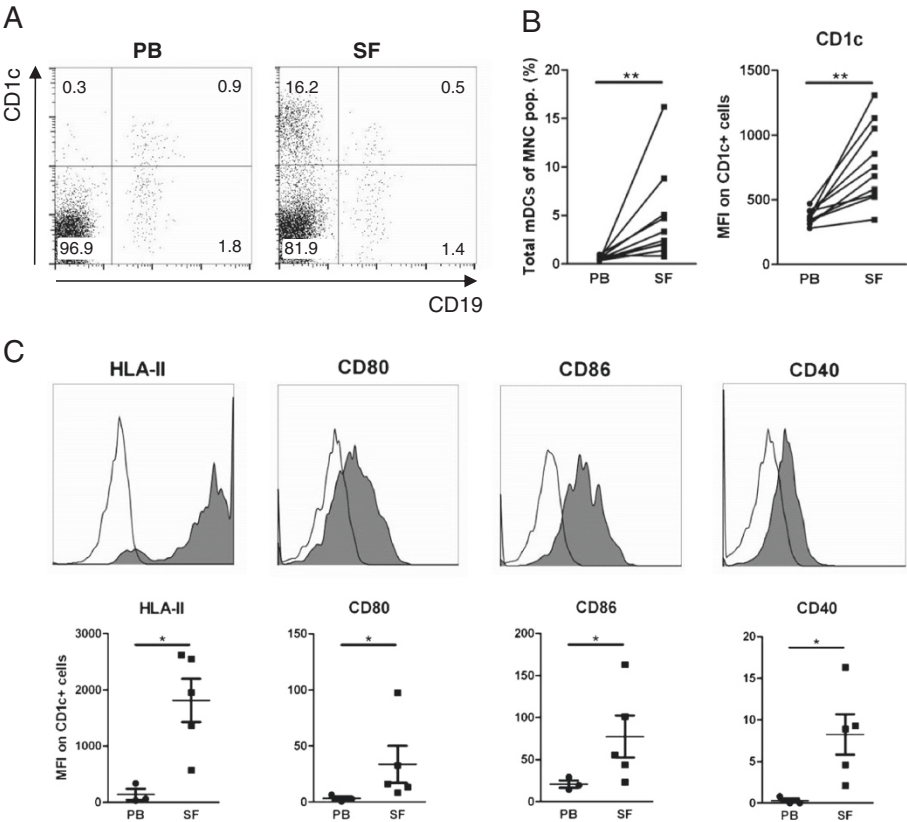 A
PB
SF
CD1c
0.3
0.9
96.9
1.8
16.2
0.5
81.9
1.4
CD19
B
Total mDCs of MNC pop. (%)
20
15
10
5
0
**
PB
SF
CD1c
MFI on CD1c+ cells
1500
1000
500
0
**
PB
SF
C
HLA-II
CD80
CD86
CD40
HLA-II
MFI on CD1c+ cells
3000
2000
1000
0
*
PB
SF
CD80
150
100
50
0
*
PB
SF
CD86
200
150
100
50
0
*
PB
SF
CD40
20
15
10
5
0
*
PB
SF